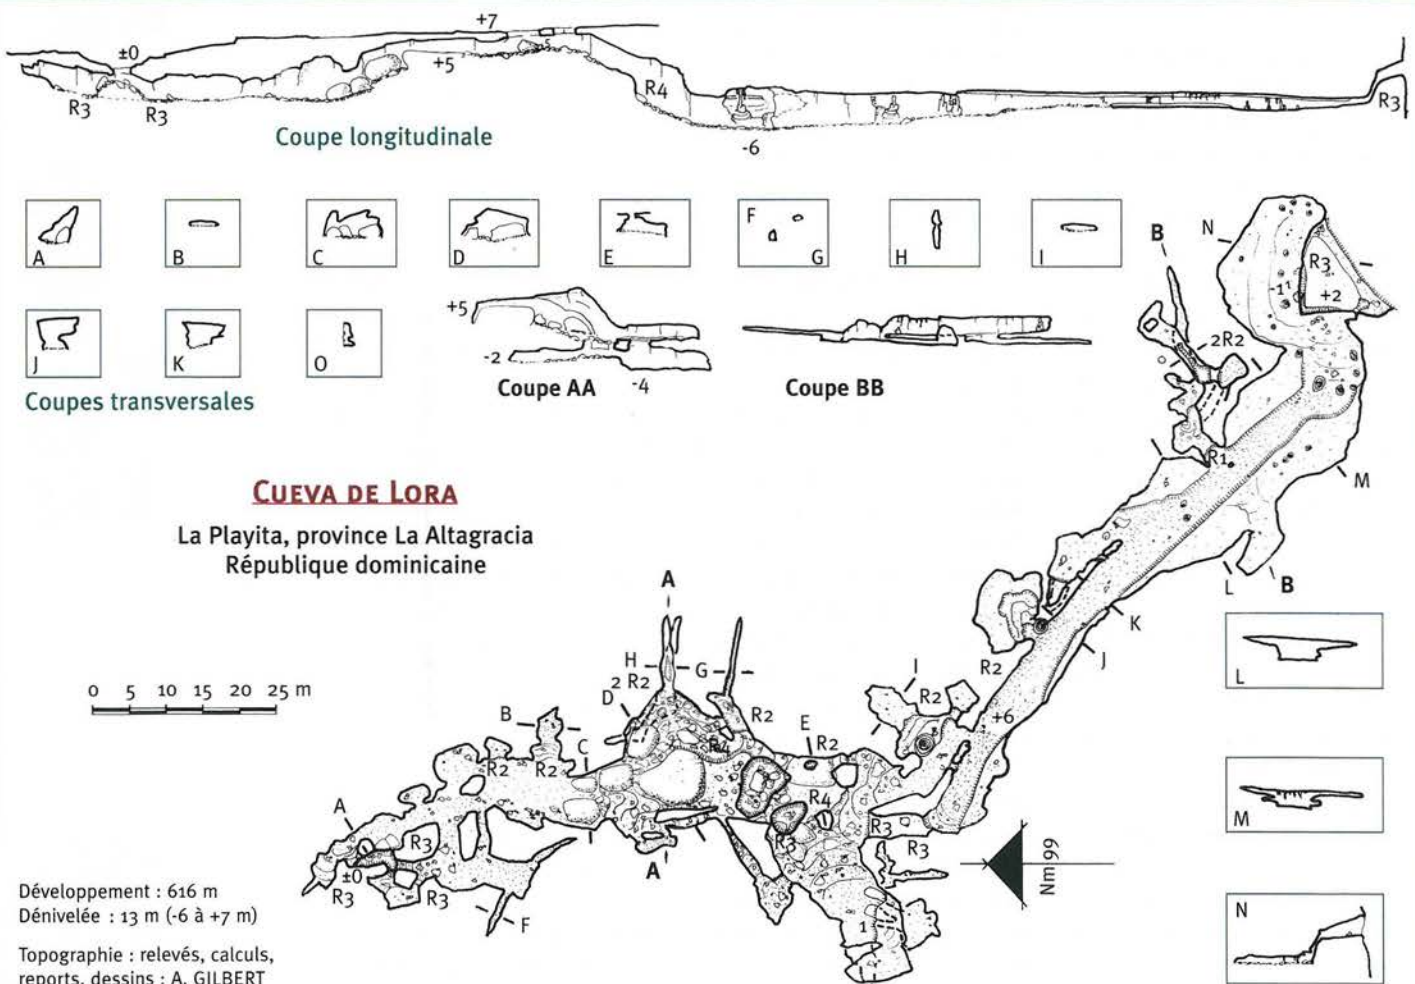 +7
±0
+5
R4
R3
R3
R3
-6
Coupe longitudinale
A
B
C
D
E
F
G
H
I
J
K
O
+5
-2
-4
Coupe AA
Coupe BB
Coupes transversales
CUEVA DE LORA
La Playita, province La Altagracia
République dominicaine
0 5 10 15 20 25 m
B
N
R3
-1
+2
2R2
R1
M
L
B
K
J
R2
+6
I
R2
A
H
G
2
R2
D
R2
B
C
E
R2
R4
R2
R2
R4
A
R3
R3
R3
R3
±0
R3
R3
A
F
1
Nm 99
L
M
N
Développement : 616 m
Dénivelée : 13 m (-6 à +7 m)
Topographie : relevés, calculs,
reports, dessins : A. GILBERT